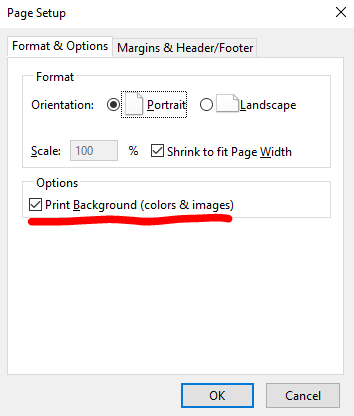 Page Setup
Format & Options
Margins & Header/Footer
Format
Orientation: Portrait Landscape
Scale: 100 % Shrink to fit Page Width
Options
Print Background (colors & images)
OK Cancel